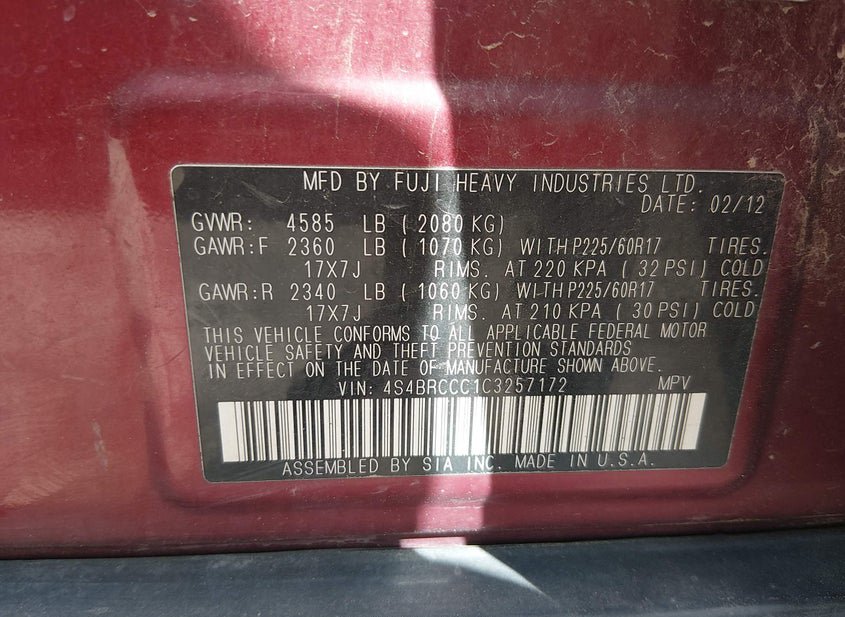 MFD BY FUJI HEAVY INDUSTRIES LTD.
DATE: 02/12
GVWR: 4585 LB ( 2080 KG)
GAWR:F 2360 LB ( 1070 KG) WITH P225/60R17 TIRES.
17X7J RIMS. AT 220 KPA ( 32 PSI) COLD
GAWR:R 2340 LB ( 1060 KG) WITH P225/60R17 TIRES.
17X7J RIMS. AT 210 KPA ( 30 PSI) COLD
THIS VEHICLE CONFORMS TO ALL APPLICABLE FEDERAL MOTOR
VEHICLE SAFETY AND THEFT PREVENTION STANDARDS
IN EFFECT ON THE DATE OF MANUFACTURE SHOWN ABOVE.
VIN: 4S4BRCCC1C3257172 MPV
ASSEMBLED BY SIA INC. MADE IN U.S.A.